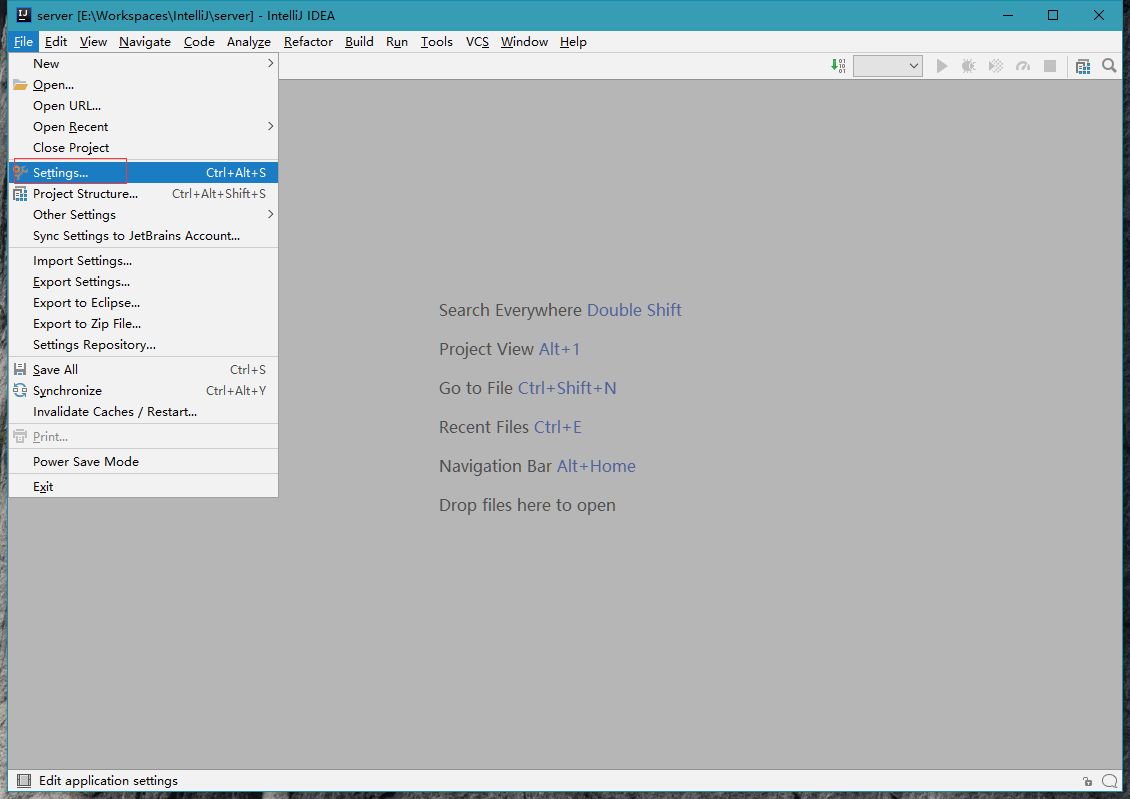 server [E:\Workspaces\IntelliJ\server] - IntelliJ IDEA
File Edit View Navigate Code Analyze Refactor Build Run Tools VCS Window Help
New
Open...
Open URL...
Open Recent
Close Project
Settings... Ctrl+Alt+S
Project Structure... Ctrl+Alt+Shift+S
Other Settings
Sync Settings to JetBrains Account...
Import Settings...
Export Settings...
Export to Eclipse...
Export to Zip File...
Settings Repository...
Save All Ctrl+S
Synchronize Ctrl+Alt+Y
Invalidate Caches / Restart...
Print...
Power Save Mode
Exit
Search Everywhere Double Shift
Project View Alt+1
Go to File Ctrl+Shift+N
Recent Files Ctrl+E
Navigation Bar Alt+Home
Drop files here to open
Edit application settings